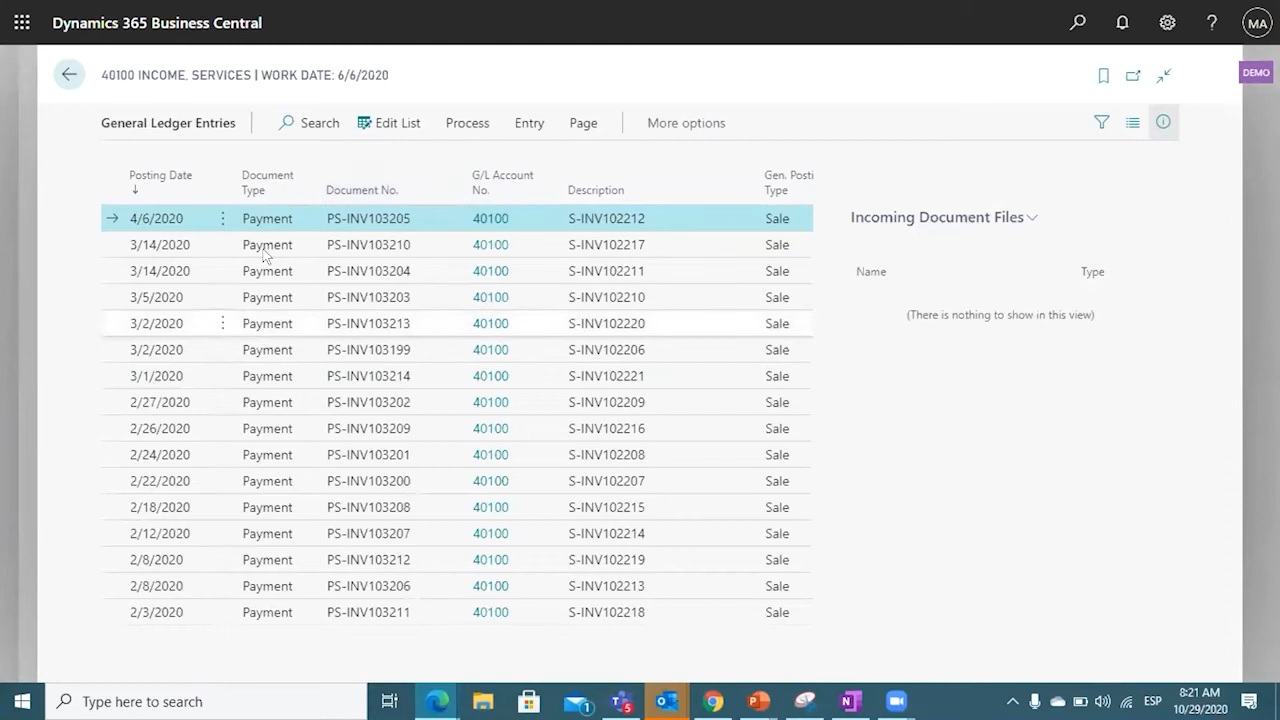 Dynamics 365 Business Central
MA
40100 INCOME, SERVICES | WORK DATE: 6/6/2020
DEMO
General Ledger Entries
Search
Edit List
Process
Entry
Page
More options
Posting Date ↓
Document Type
Document No.
G/L Account No.
Description
Gen. Posti Type
4/6/2020 Payment PS-INV103205 40100 S-INV102212 Sale
3/14/2020 Payment PS-INV103210 40100 S-INV102217 Sale
3/14/2020 Payment PS-INV103204 40100 S-INV102211 Sale
3/5/2020 Payment PS-INV103203 40100 S-INV102210 Sale
3/2/2020 Payment PS-INV103213 40100 S-INV102220 Sale
3/2/2020 Payment PS-INV103199 40100 S-INV102206 Sale
3/1/2020 Payment PS-INV103214 40100 S-INV102221 Sale
2/27/2020 Payment PS-INV103202 40100 S-INV102209 Sale
2/26/2020 Payment PS-INV103209 40100 S-INV102216 Sale
2/24/2020 Payment PS-INV103201 40100 S-INV102208 Sale
2/22/2020 Payment PS-INV103200 40100 S-INV102207 Sale
2/18/2020 Payment PS-INV103208 40100 S-INV102215 Sale
2/12/2020 Payment PS-INV103207 40100 S-INV102214 Sale
2/8/2020 Payment PS-INV103212 40100 S-INV102219 Sale
2/8/2020 Payment PS-INV103206 40100 S-INV102213 Sale
2/3/2020 Payment PS-INV103211 40100 S-INV102218 Sale
Incoming Document Files
Name Type
(There is nothing to show in this view)
Type here to search
1
5
ESP
8:21 AM
10/29/2020